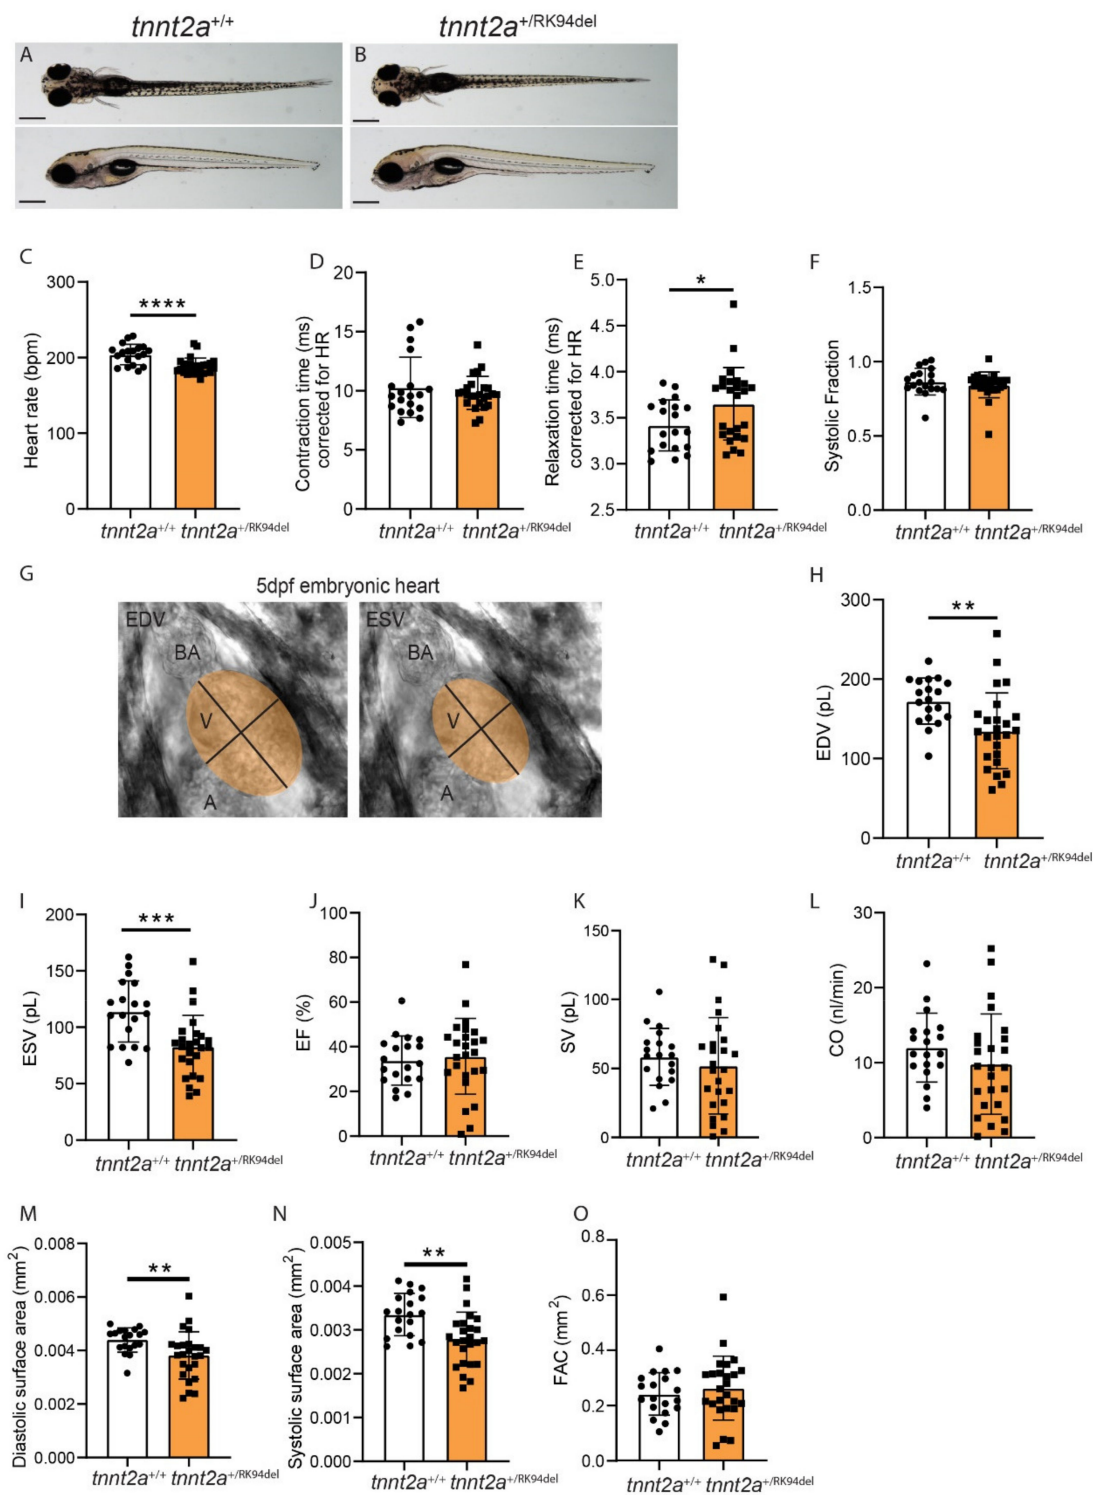 tnnt2a+/+ tnnt2a+/RK94del
A B
C D E F
Heart rate (bpm)
300
200
100
0
****
tnnt2a+/+ tnnt2a+/RK94del
Contraction time (ms)
corrected for HR
20
15
10
5
0
tnnt2a+/+ tnnt2a+/RK94del
Relaxation time (ms)
corrected for HR
5.0
4.5
4.0
3.5
3.0
2.5
*
tnnt2a+/+ tnnt2a+/RK94del
Systolic Fraction
1.5
1.0
0.5
0.0
tnnt2a+/+ tnnt2a+/RK94del
G
5dpf embryonic heart
EDV
BA
V
A
ESV
BA
V
A
H
EDV (pL)
300
200
100
0
**
tnnt2a+/+ tnnt2a+/RK94del
I
ESV (pL)
200
150
100
50
0
***
tnnt2a+/+ tnnt2a+/RK94del
J
EF (%)
100
80
60
40
20
0
tnnt2a+/+ tnnt2a+/RK94del
K
SV (pL)
150
100
50
0
tnnt2a+/+ tnnt2a+/RK94del
L
CO (nl/min)
30
20
10
0
tnnt2a+/+ tnnt2a+/RK94del
M
Diastolic surface area (mm2)
0.008
0.006
0.004
0.002
0.000
**
tnnt2a+/+ tnnt2a+/RK94del
N
Systolic surface area (mm2)
0.005
0.004
0.003
0.002
0.001
0.000
**
tnnt2a+/+ tnnt2a+/RK94del
O
FAC (mm2)
0.8
0.6
0.4
0.2
0.0
tnnt2a+/+ tnnt2a+/RK94del